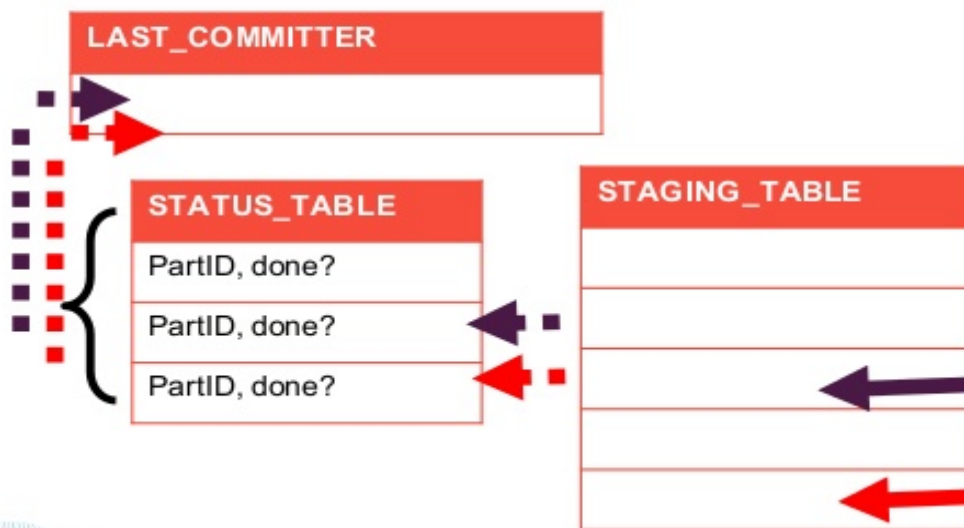 LAST_COMMITTER
STATUS_TABLE
PartID, done?
PartID, done?
PartID, done?
STAGING_TABLE